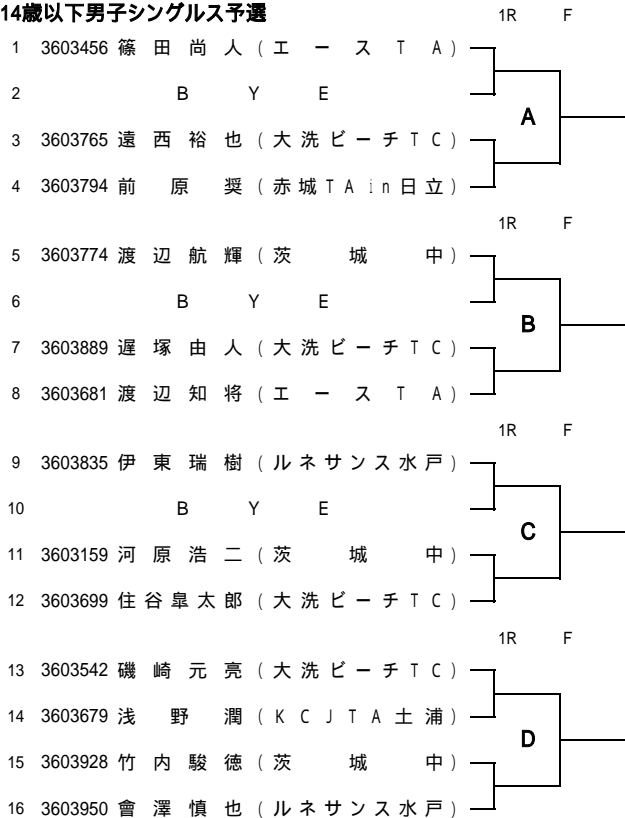 14歳以下男子シングルス予選 1R F
1 3603456 篠田尚人(エースTA)
2 BYE
A
3 3603765 遠西裕也(大洗ビーチTC)
4 3603794 前原奨(赤城TAin日立)
1R F
5 3603774 渡辺航輝(茨城中)
6 BYE
B
7 3603889 遅塚由人(大洗ビーチTC)
8 3603681 渡辺知将(エースTA)
1R F
9 3603835 伊東瑞樹(ルネサンス水戸)
10 BYE
C
11 3603159 河原浩二(茨城中)
12 3603699 住谷皐太郎(大洗ビーチTC)
1R F
13 3603542 磯崎元亮(大洗ビーチTC)
14 3603679 浅野潤(KCJTA土浦)
D
15 3603928 竹内駿徳(茨城中)
16 3603950 會澤慎也(ルネサンス水戸)